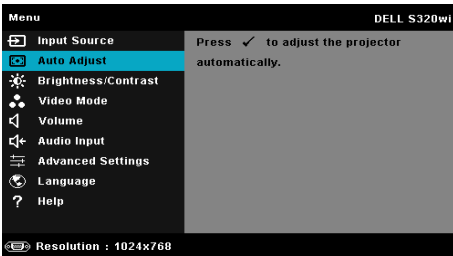 Menu
DELL S320wi
Input Source
Auto Adjust
Brightness/Contrast
Video Mode
Volume
Audio Input
Advanced Settings
Language
? Help
Press ✓ to adjust the projector
automatically.
Resolution : 1024x768